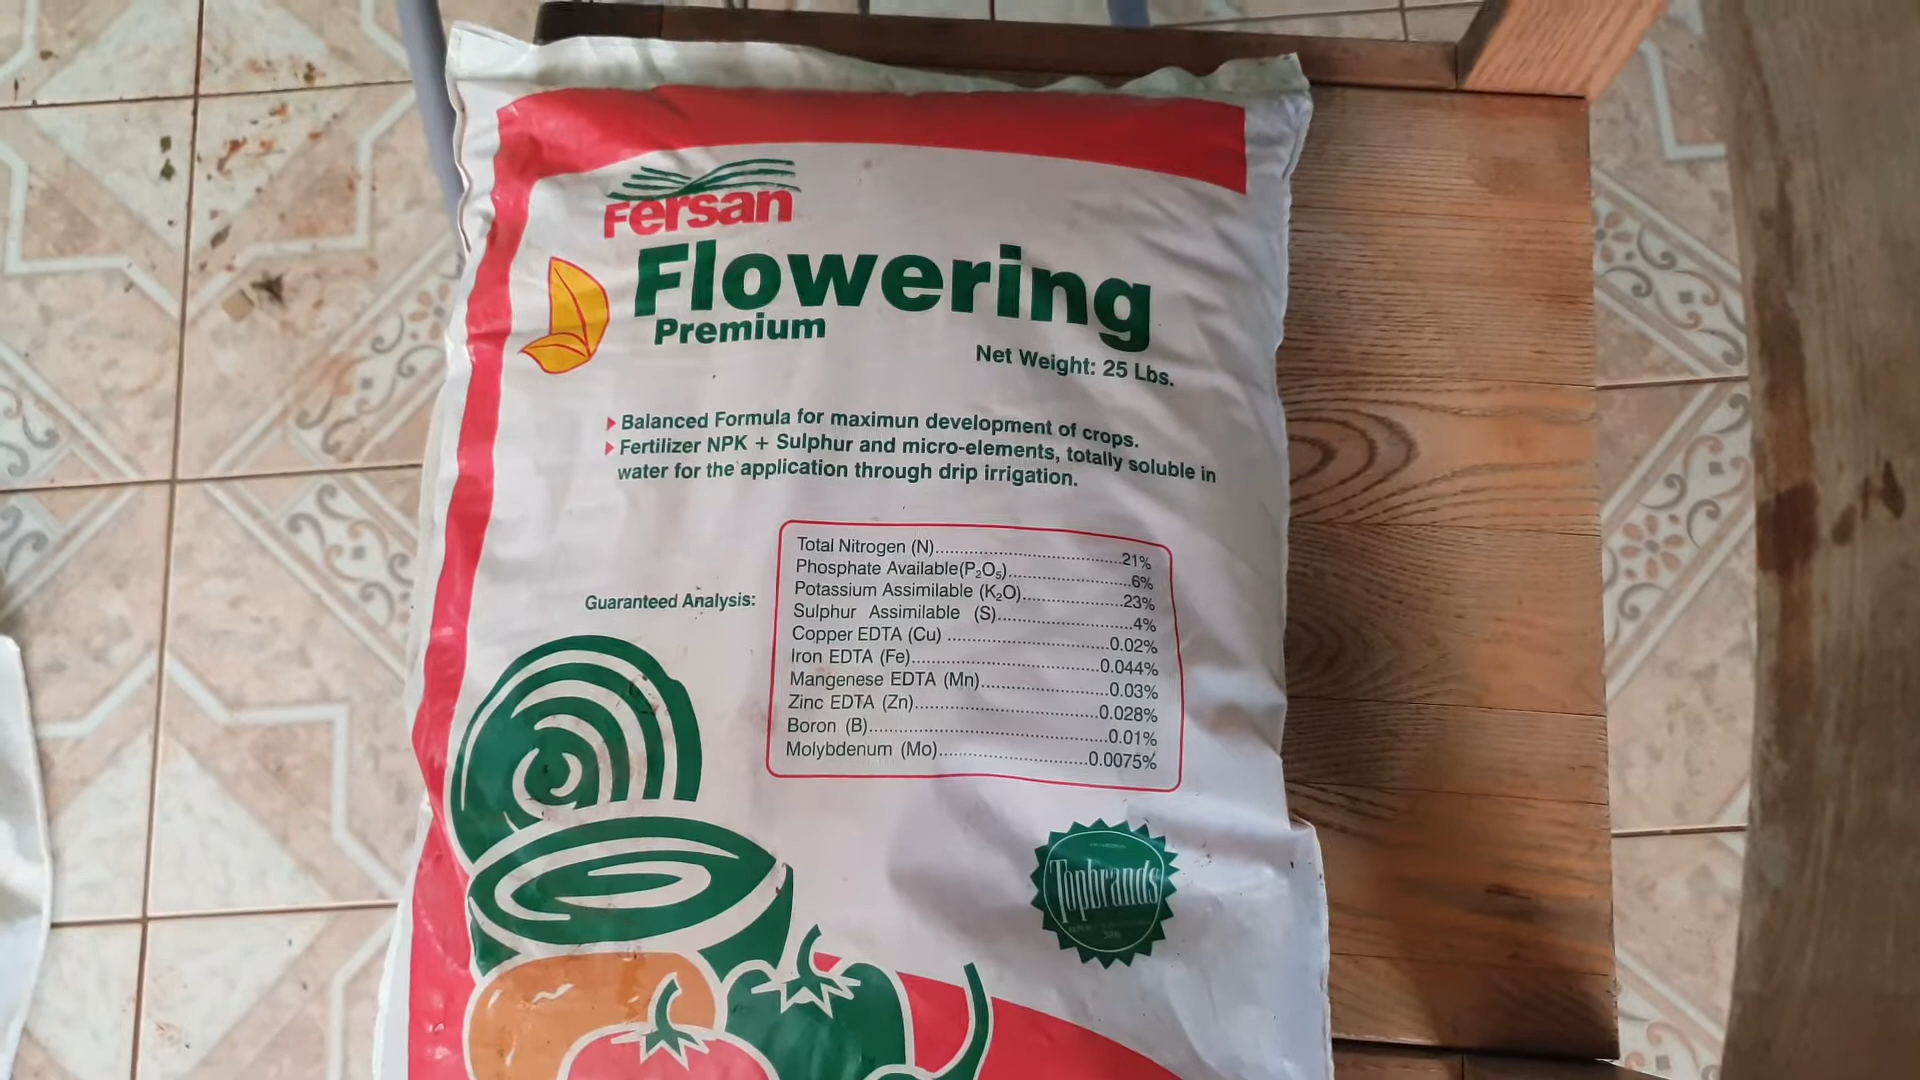 Fersan
Flowering
Premium
Net Weight: 25 Lbs.
Balanced Formula for maximun development of crops.
Fertilizer NPK + Sulphur and micro-elements, totally soluble in
water for the application through drip irrigation.
Guaranteed Analysis:
Total Nitrogen (N)..............................21%
Phosphate Available(P₂O₅)....................6%
Potassium Assimilable (K₂O)..................23%
Sulphur Assimilable (S)........................4%
Copper EDTA (Cu) ..........................0.02%
Iron EDTA (Fe)..............................0.044%
Mangenese EDTA (Mn)....................0.03%
Zinc EDTA (Zn)............................0.028%
Boron (B)....................................0.01%
Molybdenum (Mo).......................0.0075%
Topbrands